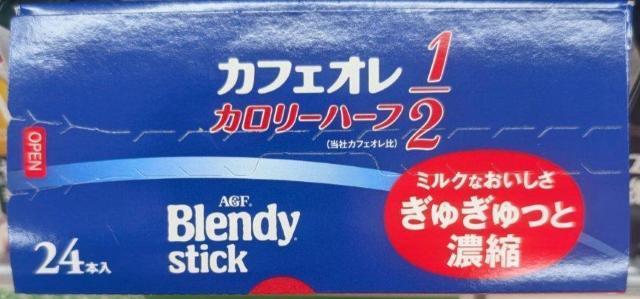 カフェオレ 1/2
カロリーハーフ
(当社カフェオレ比)
OPEN
ミルクなおいしさ
ぎゅぎゅっと
濃縮
AGF
Blendy
stick
24本入